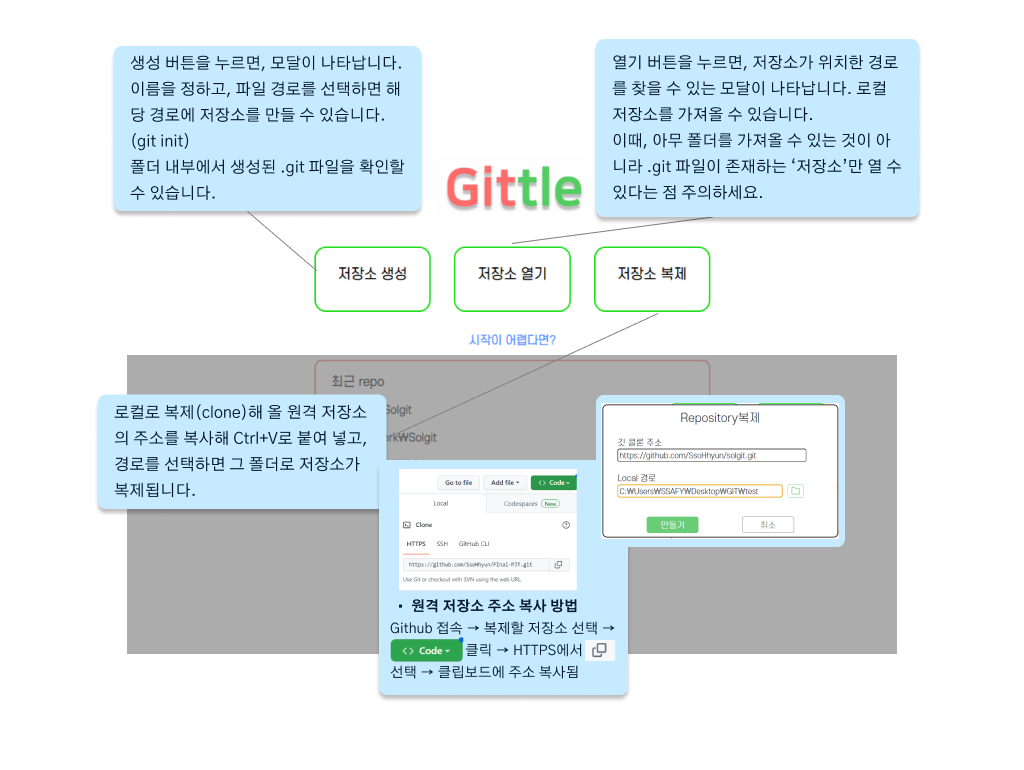 생성 버튼을 누르면, 모달이 나타납니다.
이름을 정하고, 파일 경로를 선택하면 해
당 경로에 저장소를 만들 수 있습니다.
(git init)
폴더 내부에서 생성된 .git 파일을 확인할
수 있습니다.
열기 버튼을 누르면, 저장소가 위치한 경로
를 찾을 수 있는 모달이 나타납니다. 로컬
저장소를 가져올 수 있습니다.
이때, 아무 폴더를 가져올 수 있는 것이 아
니라 .git 파일이 존재하는 ‘저장소’만 열 수
있다는 점 주의하세요.
Gittle
저장소 생성
저장소 열기
저장소 복제
시작이 어렵다면?
최근 repo
Solgit
rk₩Solgit
로컬로 복제(clone)해 올 원격 저장소
의 주소를 복사해 Ctrl+V로 붙여 넣고,
경로를 선택하면 그 폴더로 저장소가
복제됩니다.
Go to file
Add file
<> Code
Local
Codespaces New
Clone
HTTPS SSH GitHub CLI
https://github.com/SsoHhyun/FInal-PJT.git
Use Git or checkout with SVN using the web URL.
• 원격 저장소 주소 복사 방법
Github 접속 → 복제할 저장소 선택 →
<> Code 클릭 → HTTPS에서
선택 → 클립보드에 주소 복사됨
Repository복제
깃 클론 주소
https://github.com/SsoHhyun/solgit.git
Local 경로
C:₩Users₩SSAFY₩Desktop₩GIT₩test
만들기
취소